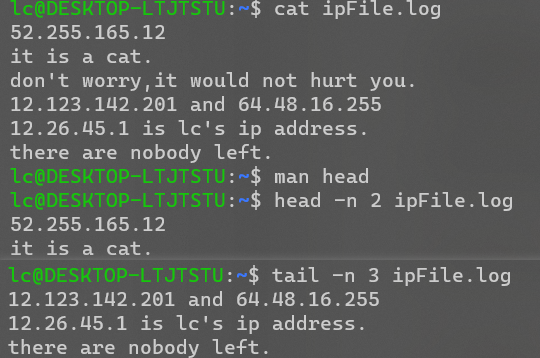 lc@DESKTOP-LTJTSTU:~$ cat ipFile.log
52.255.165.12
it is a cat.
don't worry,it would not hurt you.
12.123.142.201 and 64.48.16.255
12.26.45.1 is lc's ip address.
there are nobody left.
lc@DESKTOP-LTJTSTU:~$ man head
lc@DESKTOP-LTJTSTU:~$ head -n 2 ipFile.log
52.255.165.12
it is a cat.
lc@DESKTOP-LTJTSTU:~$ tail -n 3 ipFile.log
12.123.142.201 and 64.48.16.255
12.26.45.1 is lc's ip address.
there are nobody left.